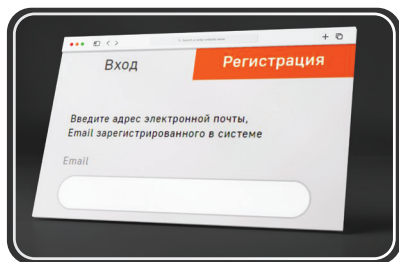 Вход
Регистрация
Введите адрес электронной почты,
Email зарегистрированного в системе
Email